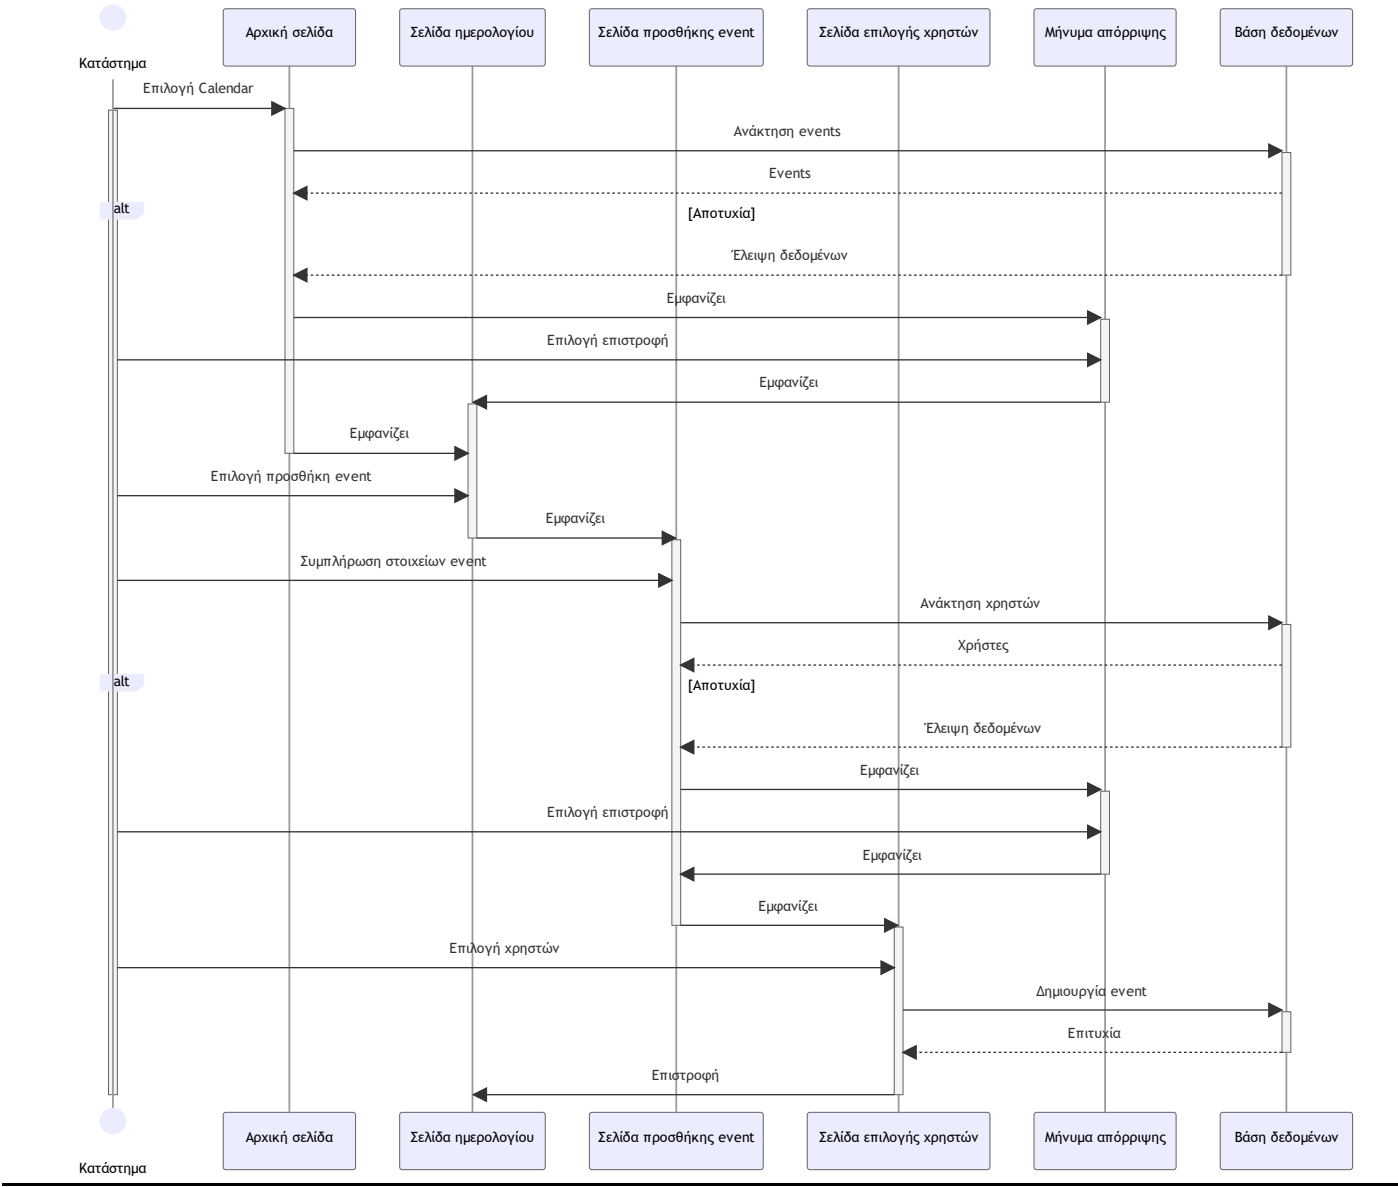 Αρχική σελίδα
Σελίδα ημερολογίου
Σελίδα προσθήκης event
Σελίδα επιλογής χρηστών
Μήνυμα απόρριψης
Βάση δεδομένων
Κατάστημα
Επιλογή Calendar
Ανάκτηση events
Events
alt
[Αποτυχία]
Έλειψη δεδομένων
Εμφανίζει
Επιλογή επιστροφή
Εμφανίζει
Εμφανίζει
Επιλογή προσθήκη event
Εμφανίζει
Συμπλήρωση στοιχείων event
Ανάκτηση χρηστών
Χρήστες
alt
[Αποτυχία]
Έλειψη δεδομένων
Εμφανίζει
Επιλογή επιστροφή
Εμφανίζει
Εμφανίζει
Επιλογή χρηστών
Δημιουργία event
Επιτυχία
Επιστροφή
Αρχική σελίδα
Σελίδα ημερολογίου
Σελίδα προσθήκης event
Σελίδα επιλογής χρηστών
Μήνυμα απόρριψης
Βάση δεδομένων
Κατάστημα